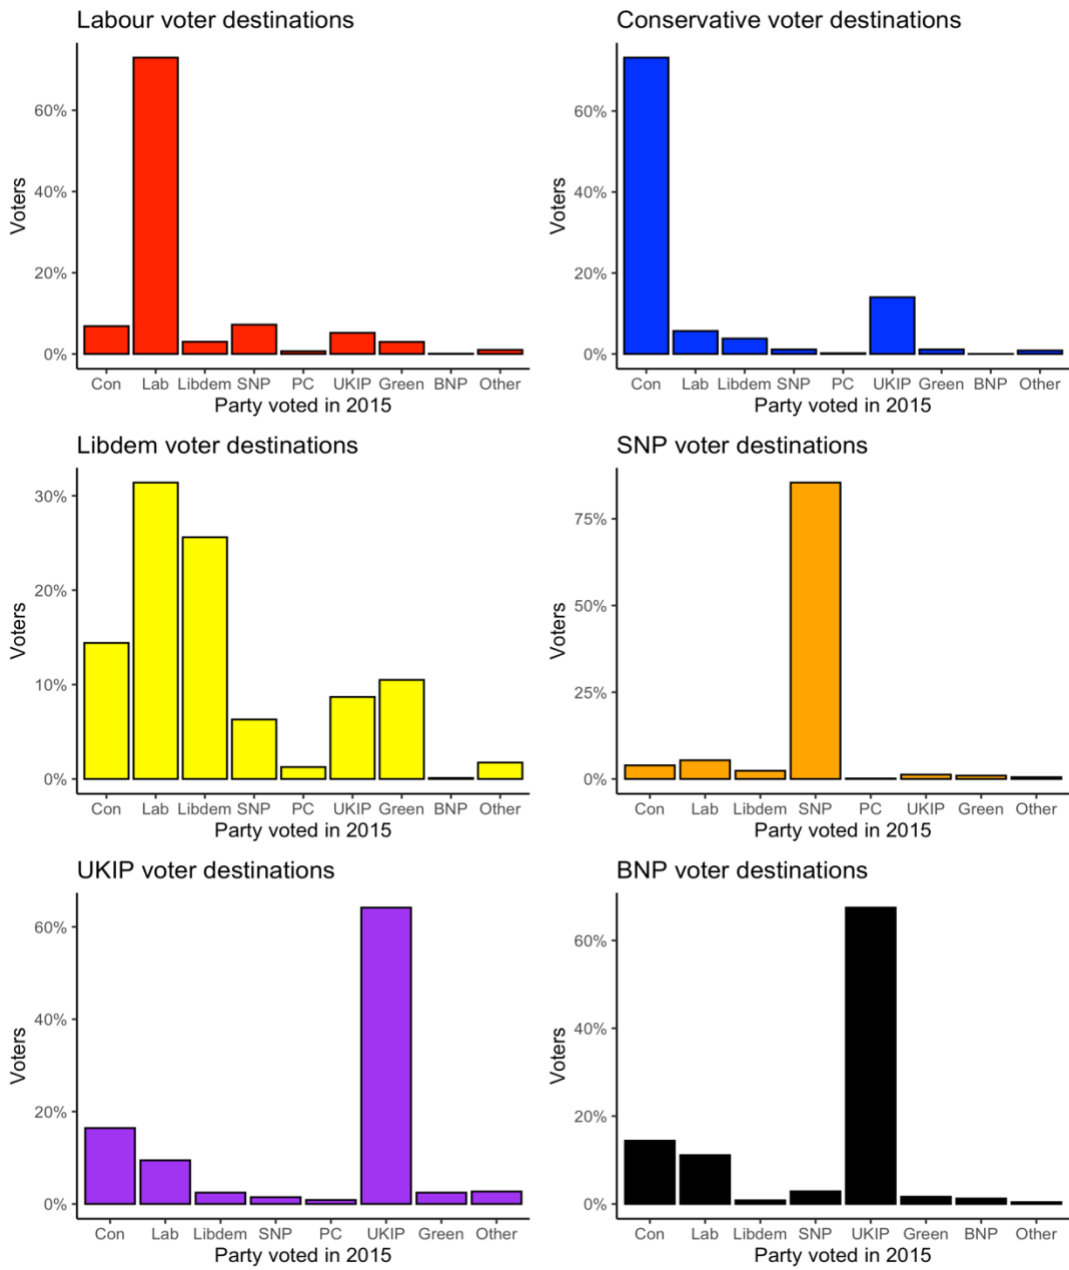 Labour voter destinations
Voters
60%
40%
20%
0%
Con Lab Libdem SNP PC UKIP Green BNP Other
Party voted in 2015
Conservative voter destinations
Voters
60%
40%
20%
0%
Con Lab Libdem SNP PC UKIP Green BNP Other
Party voted in 2015
Libdem voter destinations
Voters
30%
20%
10%
0%
Con Lab Libdem SNP PC UKIP Green BNP Other
Party voted in 2015
SNP voter destinations
Voters
75%
50%
25%
0%
Con Lab Libdem SNP PC UKIP Green Other
Party voted in 2015
UKIP voter destinations
Voters
60%
40%
20%
0%
Con Lab Libdem SNP PC UKIP Green Other
Party voted in 2015
BNP voter destinations
Voters
60%
40%
20%
0%
Con Lab Libdem SNP UKIP Green BNP Other
Party voted in 2015